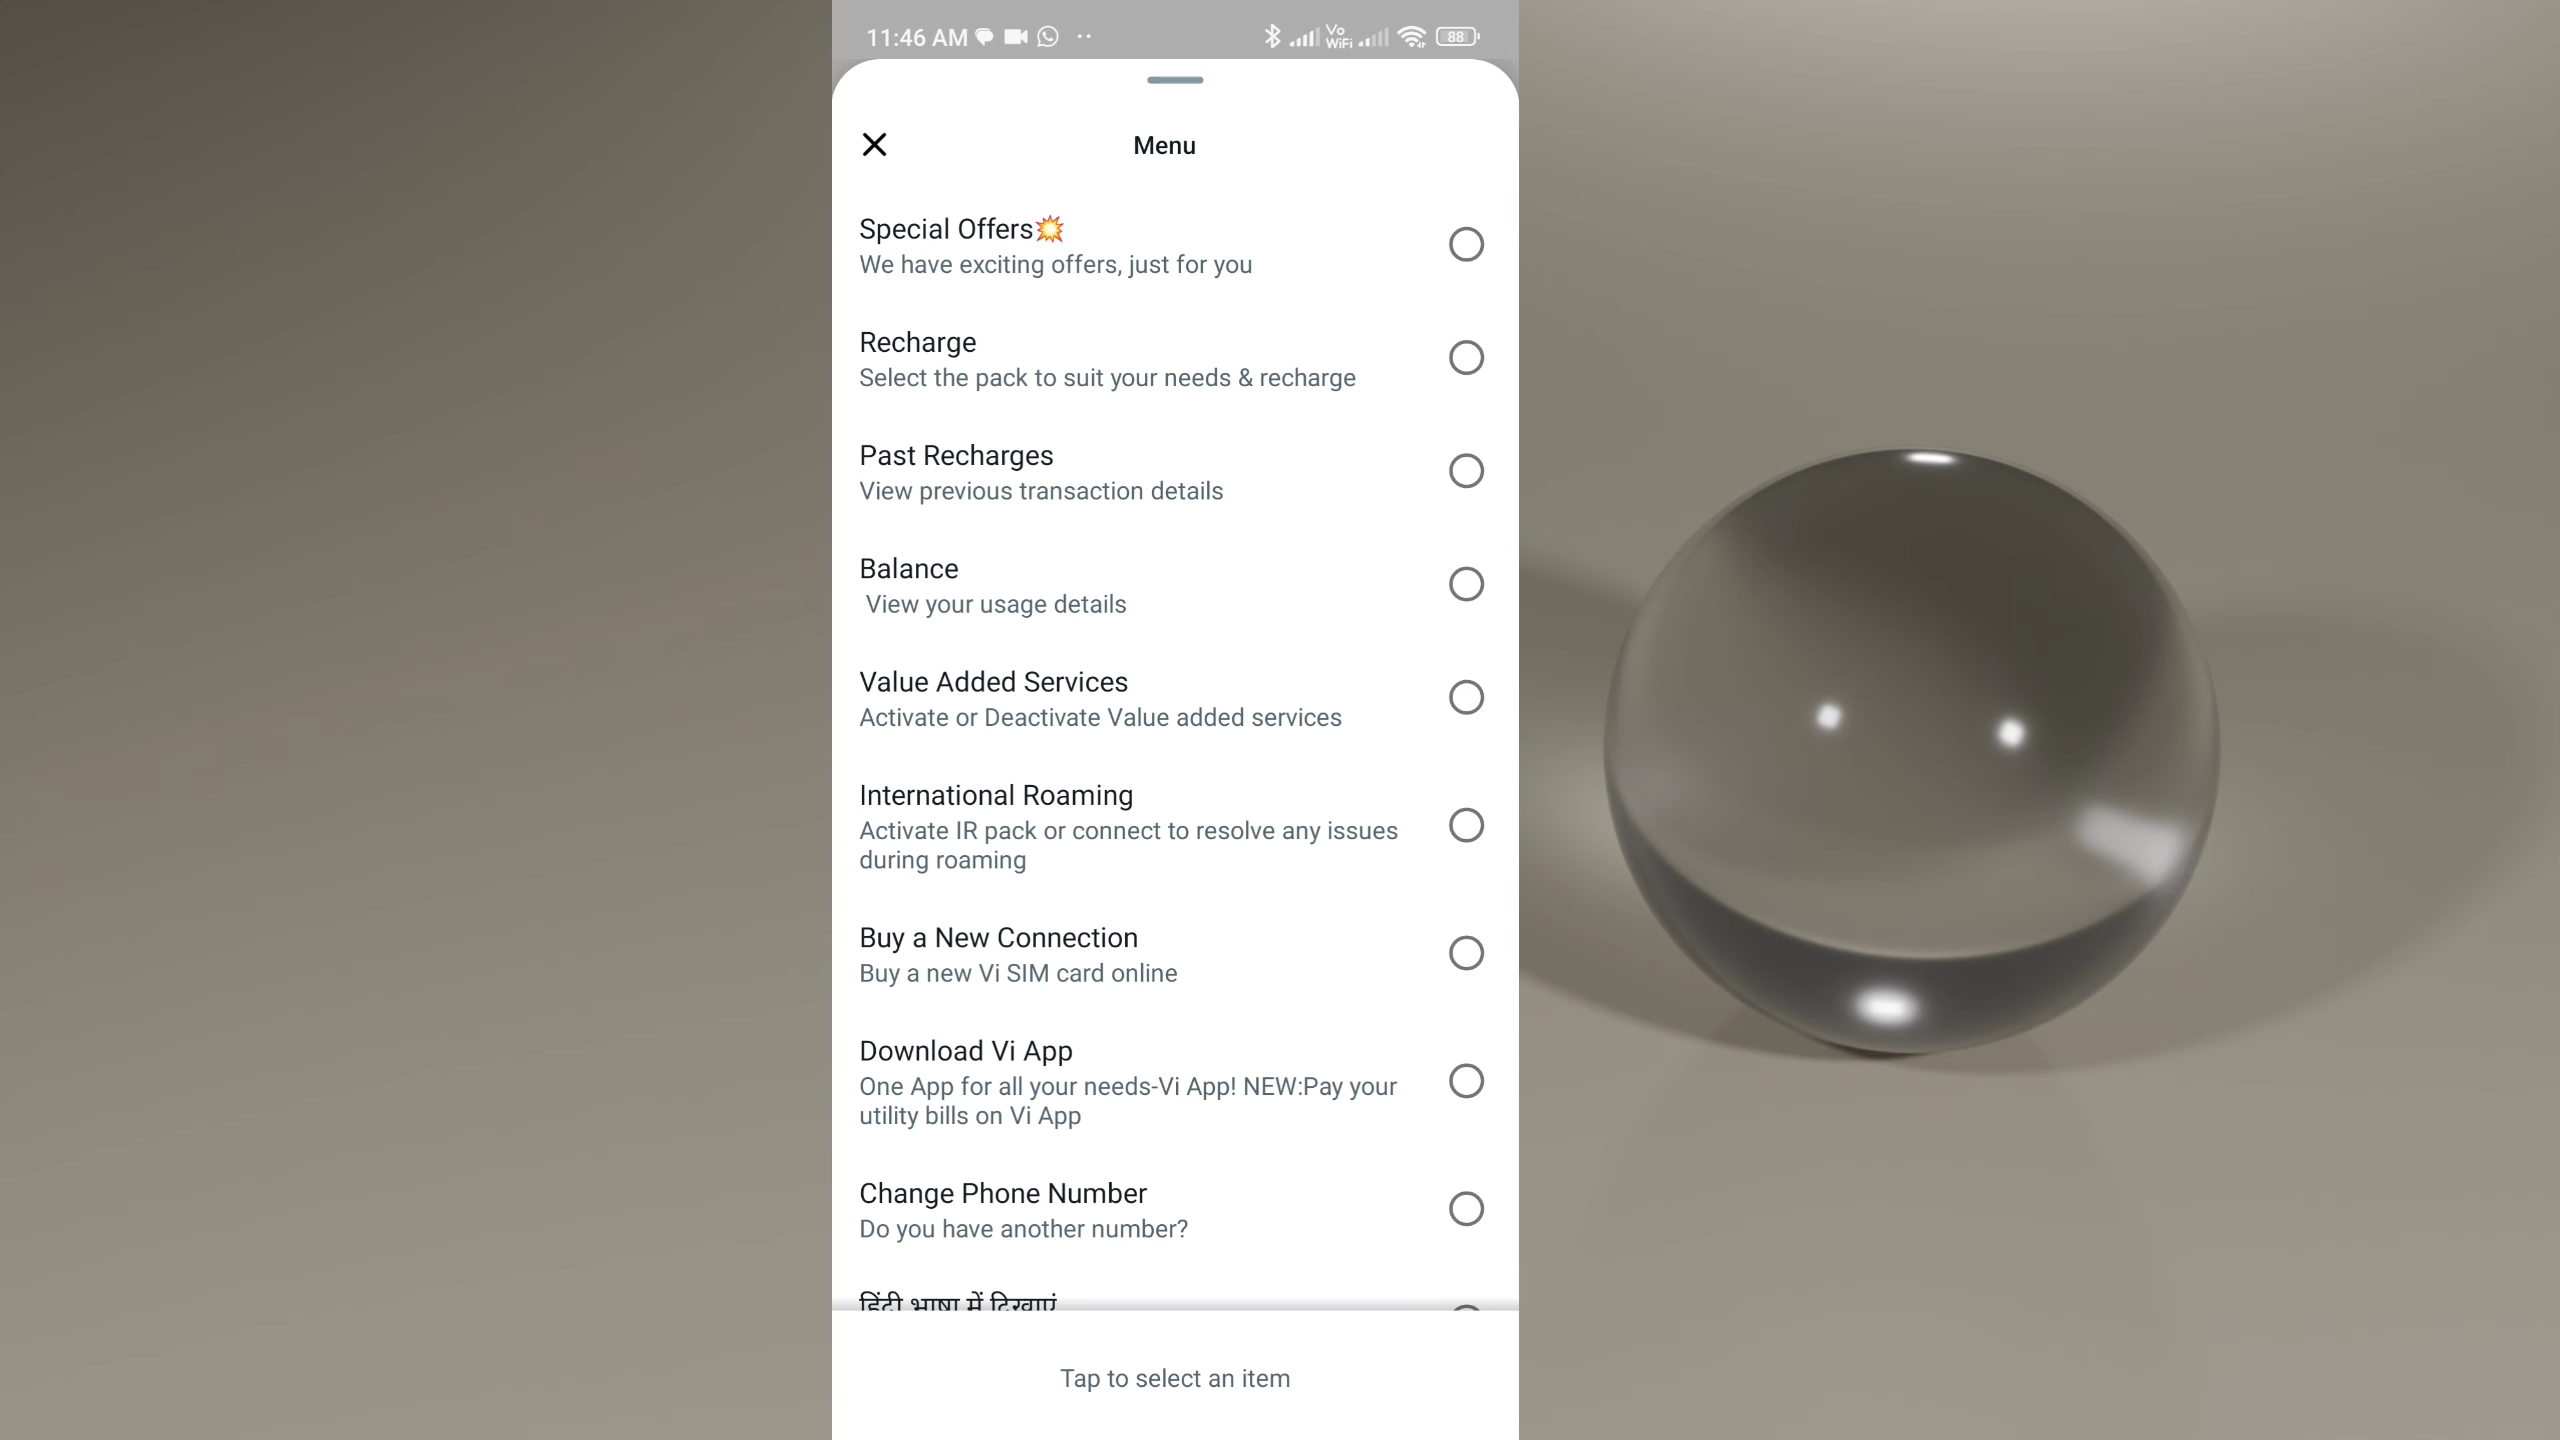 11:46 AM
Vo
WiFi
88
Menu
Special Offers💥
We have exciting offers, just for you
Recharge
Select the pack to suit your needs & recharge
Past Recharges
View previous transaction details
Balance
View your usage details
Value Added Services
Activate or Deactivate Value added services
International Roaming
Activate IR pack or connect to resolve any issues
during roaming
Buy a New Connection
Buy a new Vi SIM card online
Download Vi App
One App for all your needs-Vi App! NEW:Pay your
utility bills on Vi App
Change Phone Number
Do you have another number?
हिंदी भाषा में दिखाएं
Tap to select an item